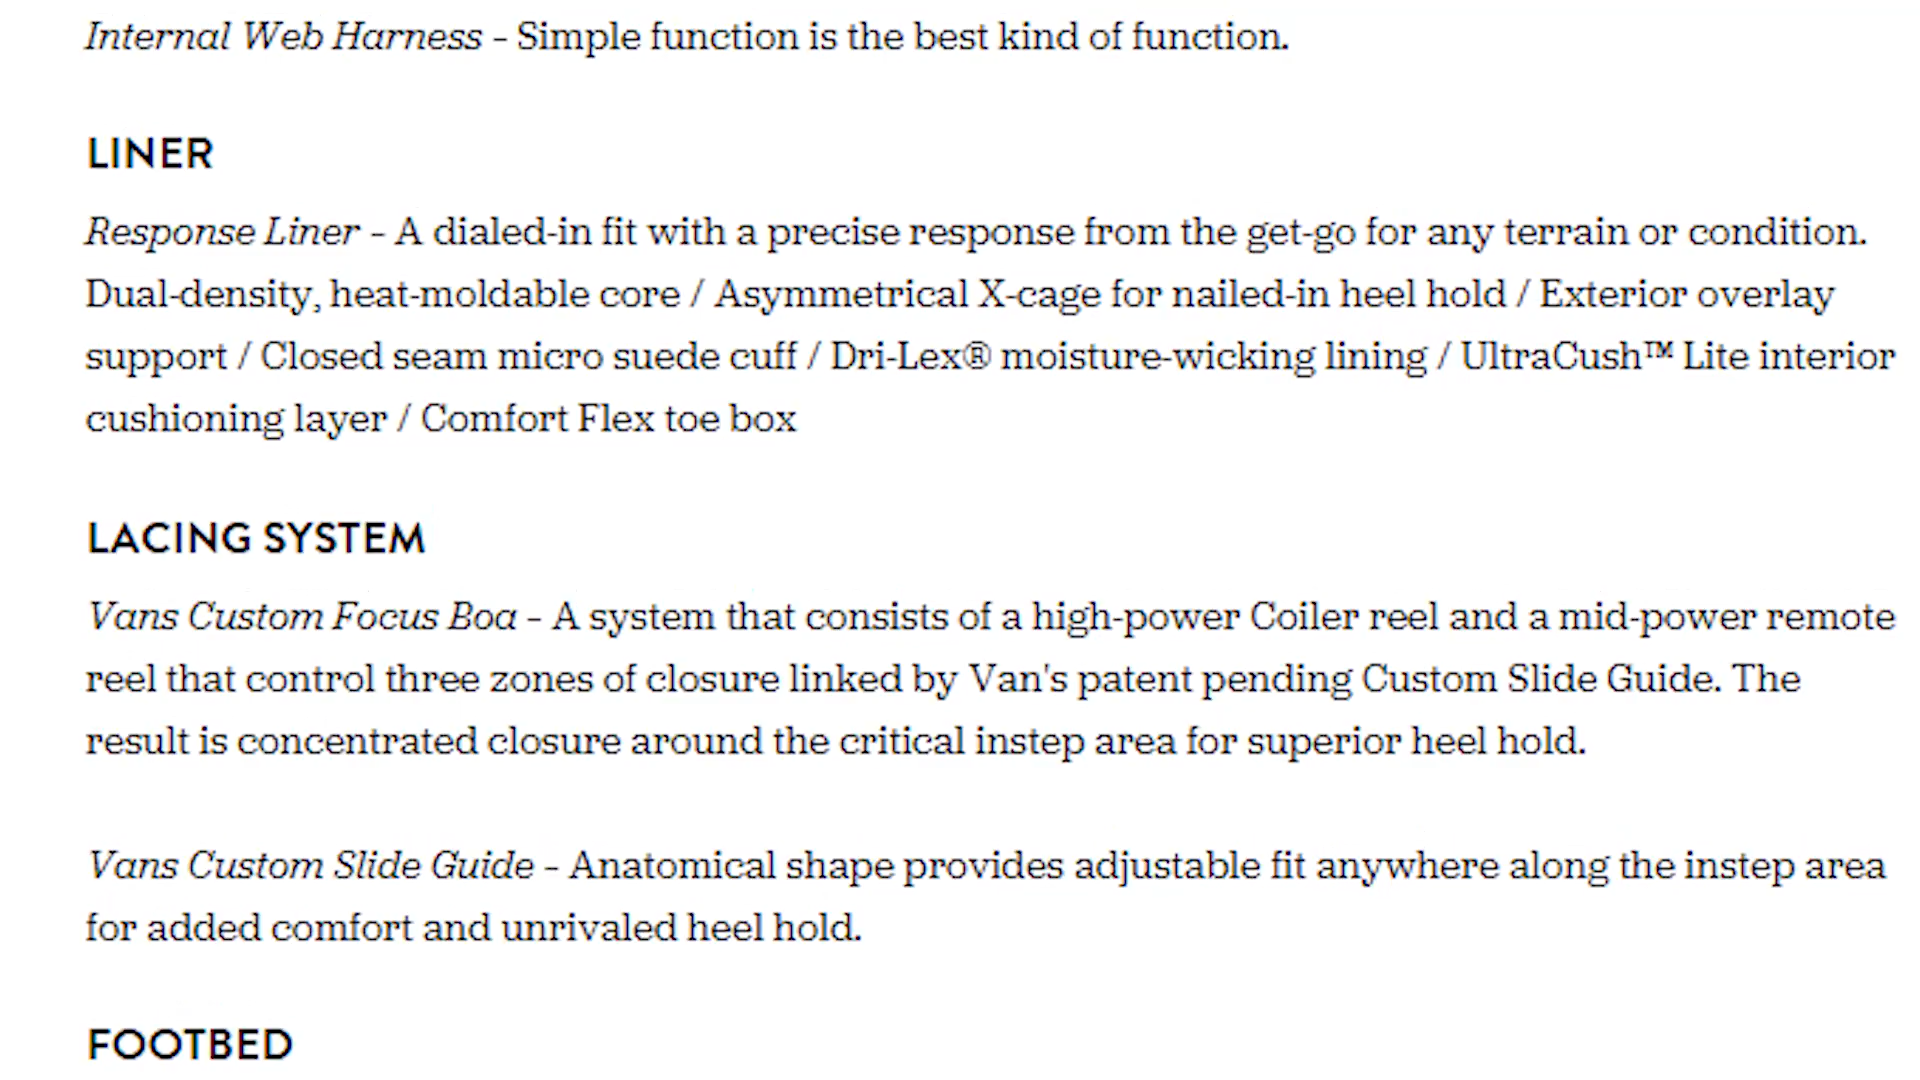 Internal Web Harness - Simple function is the best kind of function.
LINER
Response Liner - A dialed-in fit with a precise response from the get-go for any terrain or condition.
Dual-density, heat-moldable core / Asymmetrical X-cage for nailed-in heel hold / Exterior overlay
support / Closed seam micro suede cuff / Dri-Lex® moisture-wicking lining / UltraCush™ Lite interior
cushioning layer / Comfort Flex toe box
LACING SYSTEM
Vans Custom Focus Boa - A system that consists of a high-power Coiler reel and a mid-power remote
reel that control three zones of closure linked by Van's patent pending Custom Slide Guide. The
result is concentrated closure around the critical instep area for superior heel hold.
Vans Custom Slide Guide - Anatomical shape provides adjustable fit anywhere along the instep area
for added comfort and unrivaled heel hold.
FOOTBED